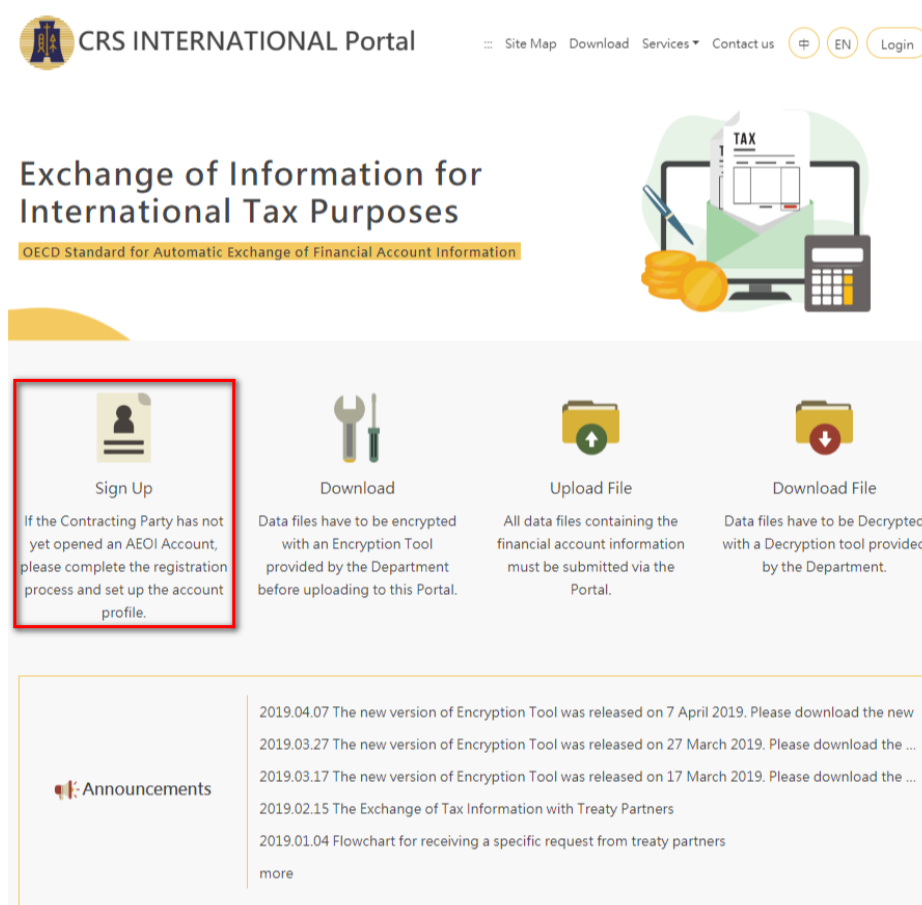 CRS INTERNATIONAL Portal
::: Site Map Download Services Contact us 中 EN Login
TAX
Exchange of Information for
International Tax Purposes
OECD Standard for Automatic Exchange of Financial Account Information
Sign Up
If the Contracting Party has not
yet opened an AEOI Account,
please complete the registration
process and set up the account
profile.
Download
Data files have to be encrypted
with an Encryption Tool
provided by the Department
before uploading to this Portal.
Upload File
All data files containing the
financial account information
must be submitted via the
Portal.
Download File
Data files have to be Decrypted
with a Decryption tool provided
by the Department.
Announcements
2019.04.07 The new version of Encryption Tool was released on 7 April 2019. Please download the new
2019.03.27 The new version of Encryption Tool was released on 27 March 2019. Please download the ...
2019.03.17 The new version of Encryption Tool was released on 17 March 2019. Please download the ...
2019.02.15 The Exchange of Tax Information with Treaty Partners
2019.01.04 Flowchart for receiving a specific request from treaty partners
more